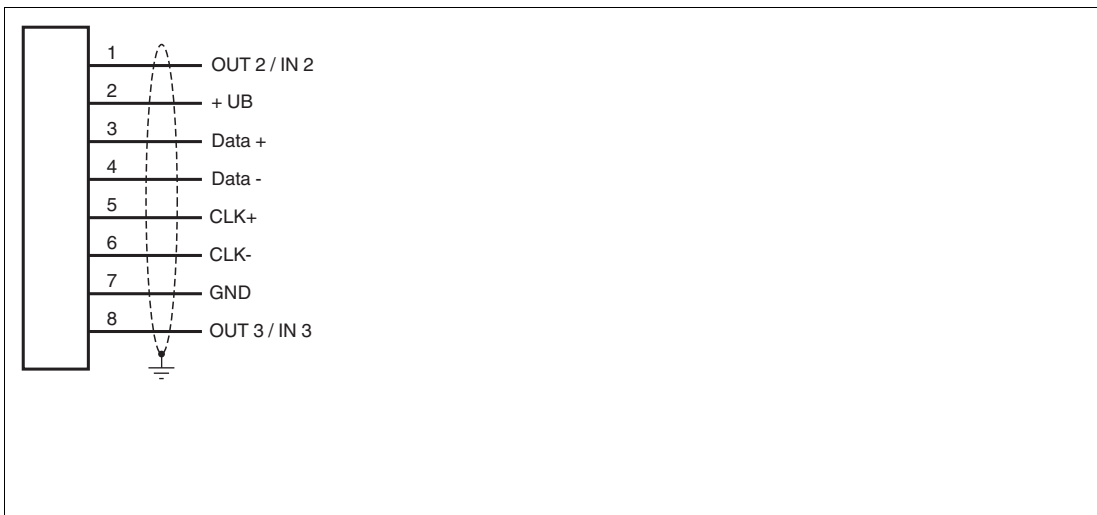 1 OUT 2 / IN 2
2 + UB
3 Data +
4 Data -
5 CLK+
6 CLK-
7 GND
8 OUT 3 / IN 3